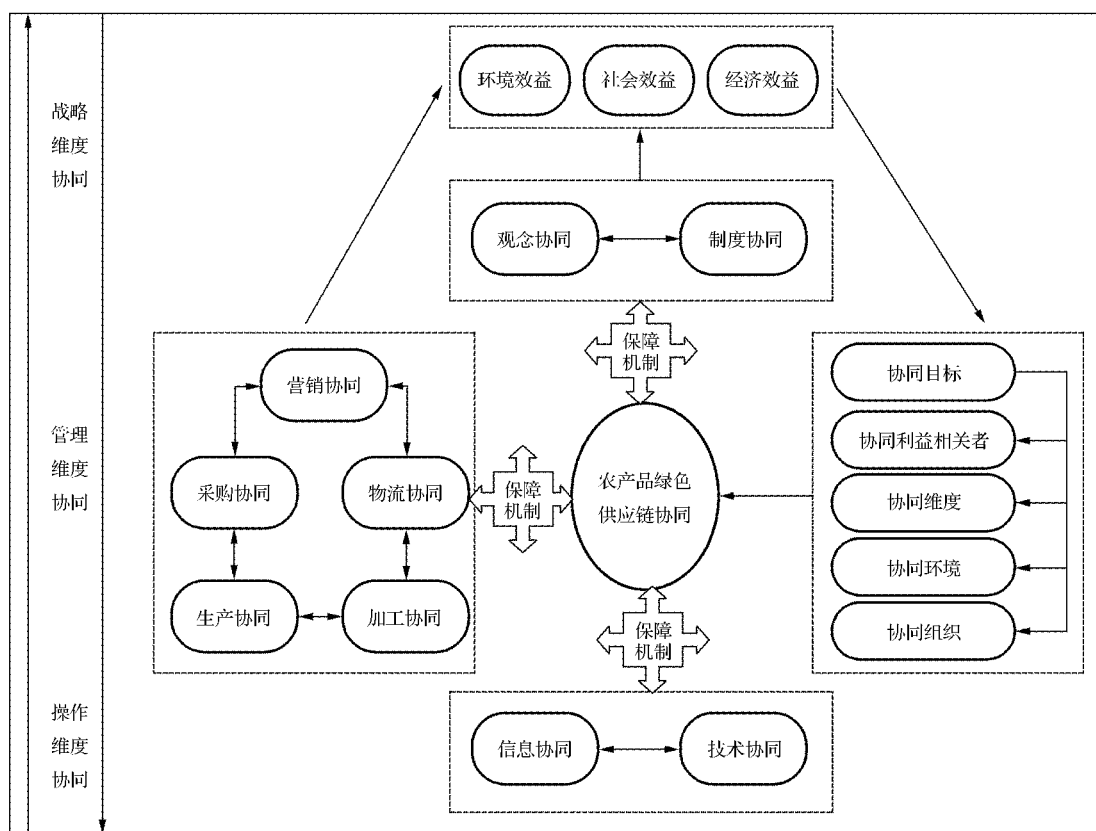 战略
维度
协同
管理
维度
协同
操作
维度
协同
环境效益
社会效益
经济效益
观念协同
制度协同
保障
机制
营销协同
采购协同
物流协同
生产协同
加工协同
保障
机制
农产品绿色
供应链协同
保障
机制
信息协同
技术协同
协同目标
协同利益相关者
协同维度
协同环境
协同组织